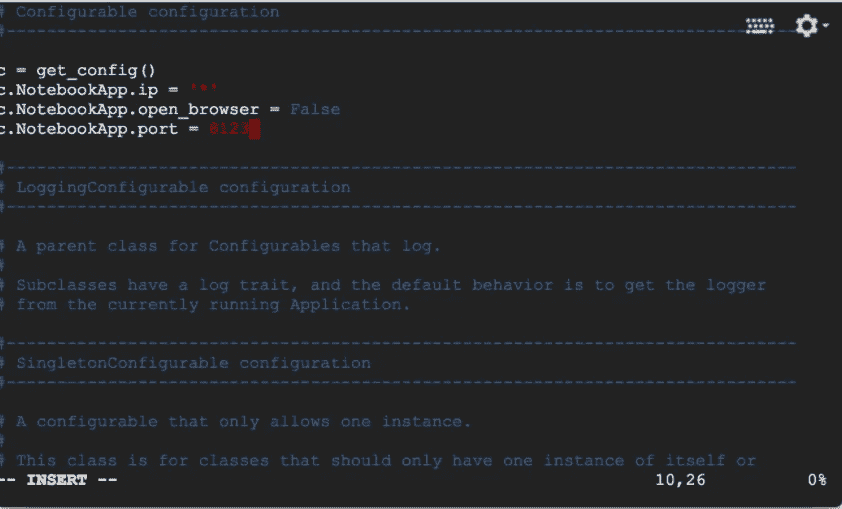 # Configurable configuration
#------------------------------------------------------------------------------
c = get_config()
c.NotebookApp.ip = '*'
c.NotebookApp.open_browser = False
c.NotebookApp.port = 8123
#------------------------------------------------------------------------------
# LoggingConfigurable configuration
#------------------------------------------------------------------------------
# A parent class for Configurables that log.
#
# Subclasses have a log trait, and the default behavior is to get the logger
# from the currently running Application.
#------------------------------------------------------------------------------
# SingletonConfigurable configuration
#------------------------------------------------------------------------------
# A configurable that only allows one instance.
#
# This class is for classes that should only have one instance of itself or
-- INSERT -- 10,26 0%